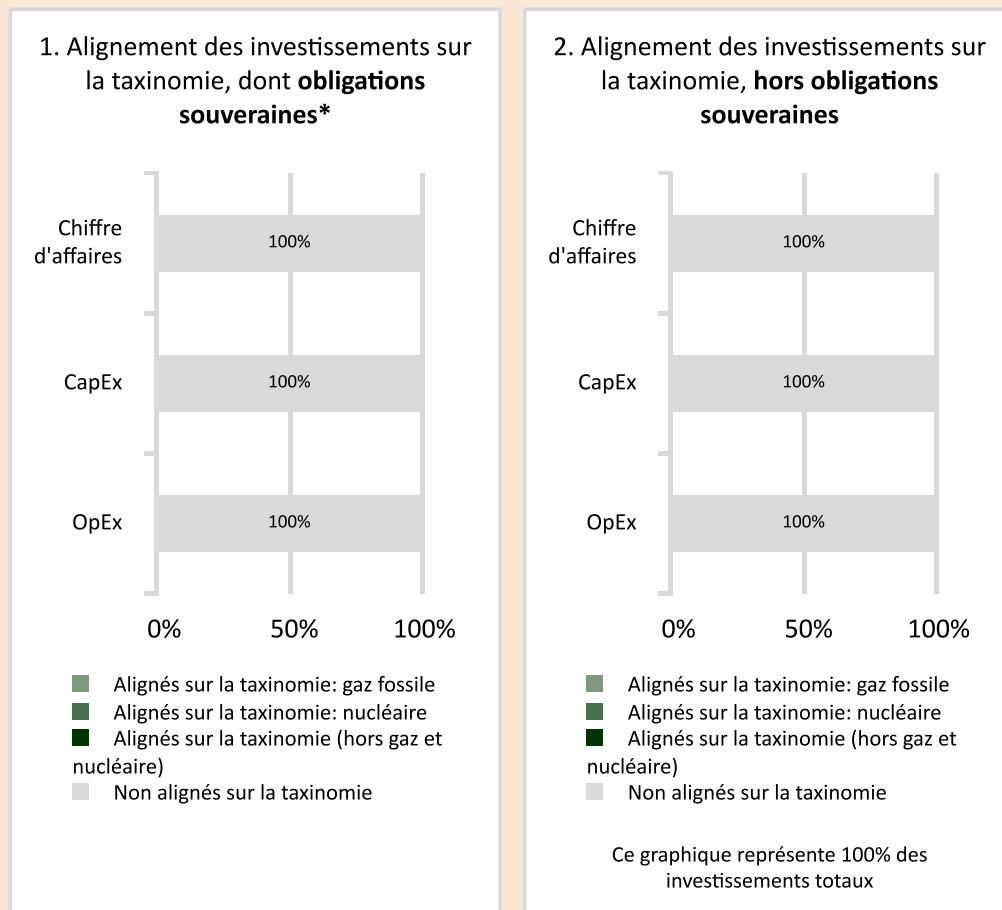 1. Alignement des investissements sur
la taxinomie, dont obligations
souveraines*
Chiffre
d'affaires
100%
CapEx
100%
OpEx
100%
0%
50%
100%
Alignés sur la taxinomie: gaz fossile
Alignés sur la taxinomie: nucléaire
Alignés sur la taxinomie (hors gaz et
nucléaire)
Non alignés sur la taxinomie
2. Alignement des investissements sur
la taxinomie, hors obligations
souveraines
Chiffre
d'affaires
100%
CapEx
100%
OpEx
100%
0%
50%
100%
Alignés sur la taxinomie: gaz fossile
Alignés sur la taxinomie: nucléaire
Alignés sur la taxinomie (hors gaz et
nucléaire)
Non alignés sur la taxinomie
Ce graphique représente 100% des
investissements totaux